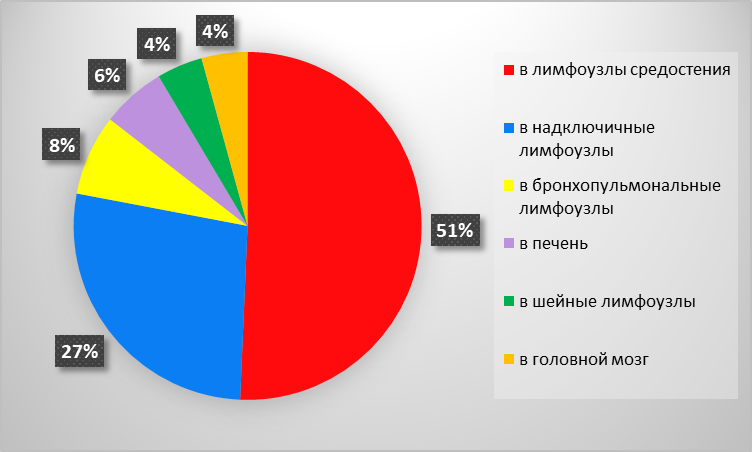 4%
4%
6%
8%
51%
27%
в лимфоузлы средостения
в надключичные
лимфоузлы
в бронхопульмональные
лимфоузлы
в печень
в шейные лимфоузлы
в головной мозг